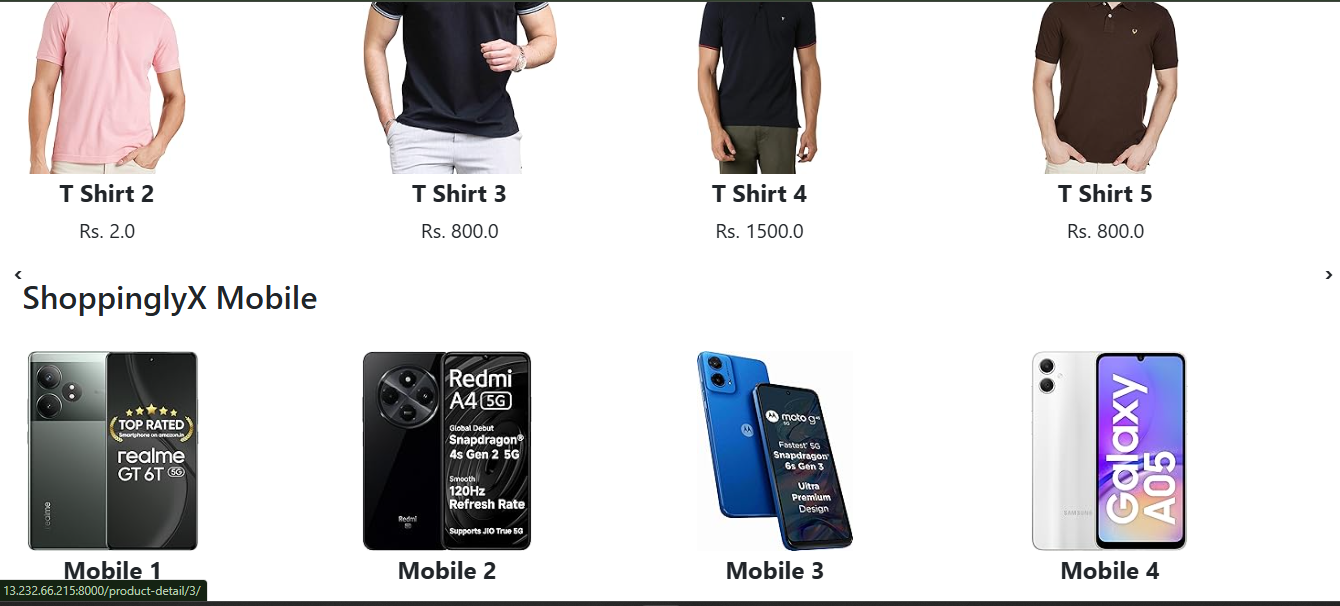 T Shirt 2
T Shirt 3
T Shirt 4
T Shirt 5
Rs. 2.0
Rs. 800.0
Rs. 1500.0
Rs. 800.0
‹
›
ShoppinglyX Mobile
TOP RATED
Smartphone on amazon.in
realme
GT 6T 5G
realme
Redmi
A4 5G
Global Debut
Snapdragon®
4s Gen 2 5G
Smooth
120Hz
Refresh Rate
Supports JIO True 5G
Redmi
moto g
Fastest* 5G
Snapdragon®
6s Gen 3
Ultra
Premium
Design
SAMSUNG
Galaxy
A05
Mobile 1
Mobile 2
Mobile 3
Mobile 4
13.232.66.215:8000/product-detail/3/